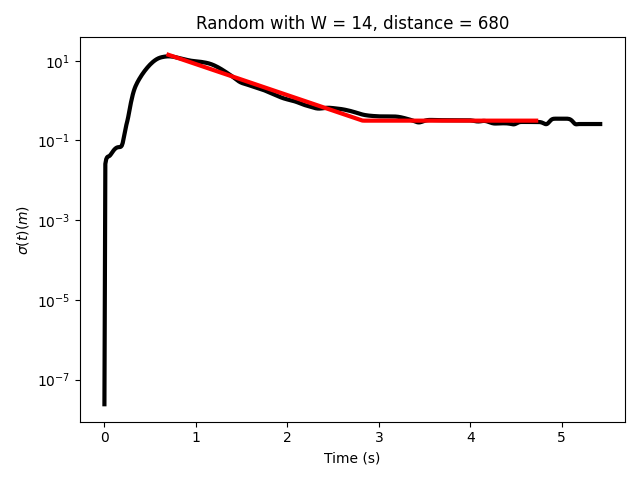 Random with W = 14, distance = 680
σ(t)(m)
10¹
10⁻¹
10⁻³
10⁻⁵
10⁻⁷
0 1 2 3 4 5
Time (s)